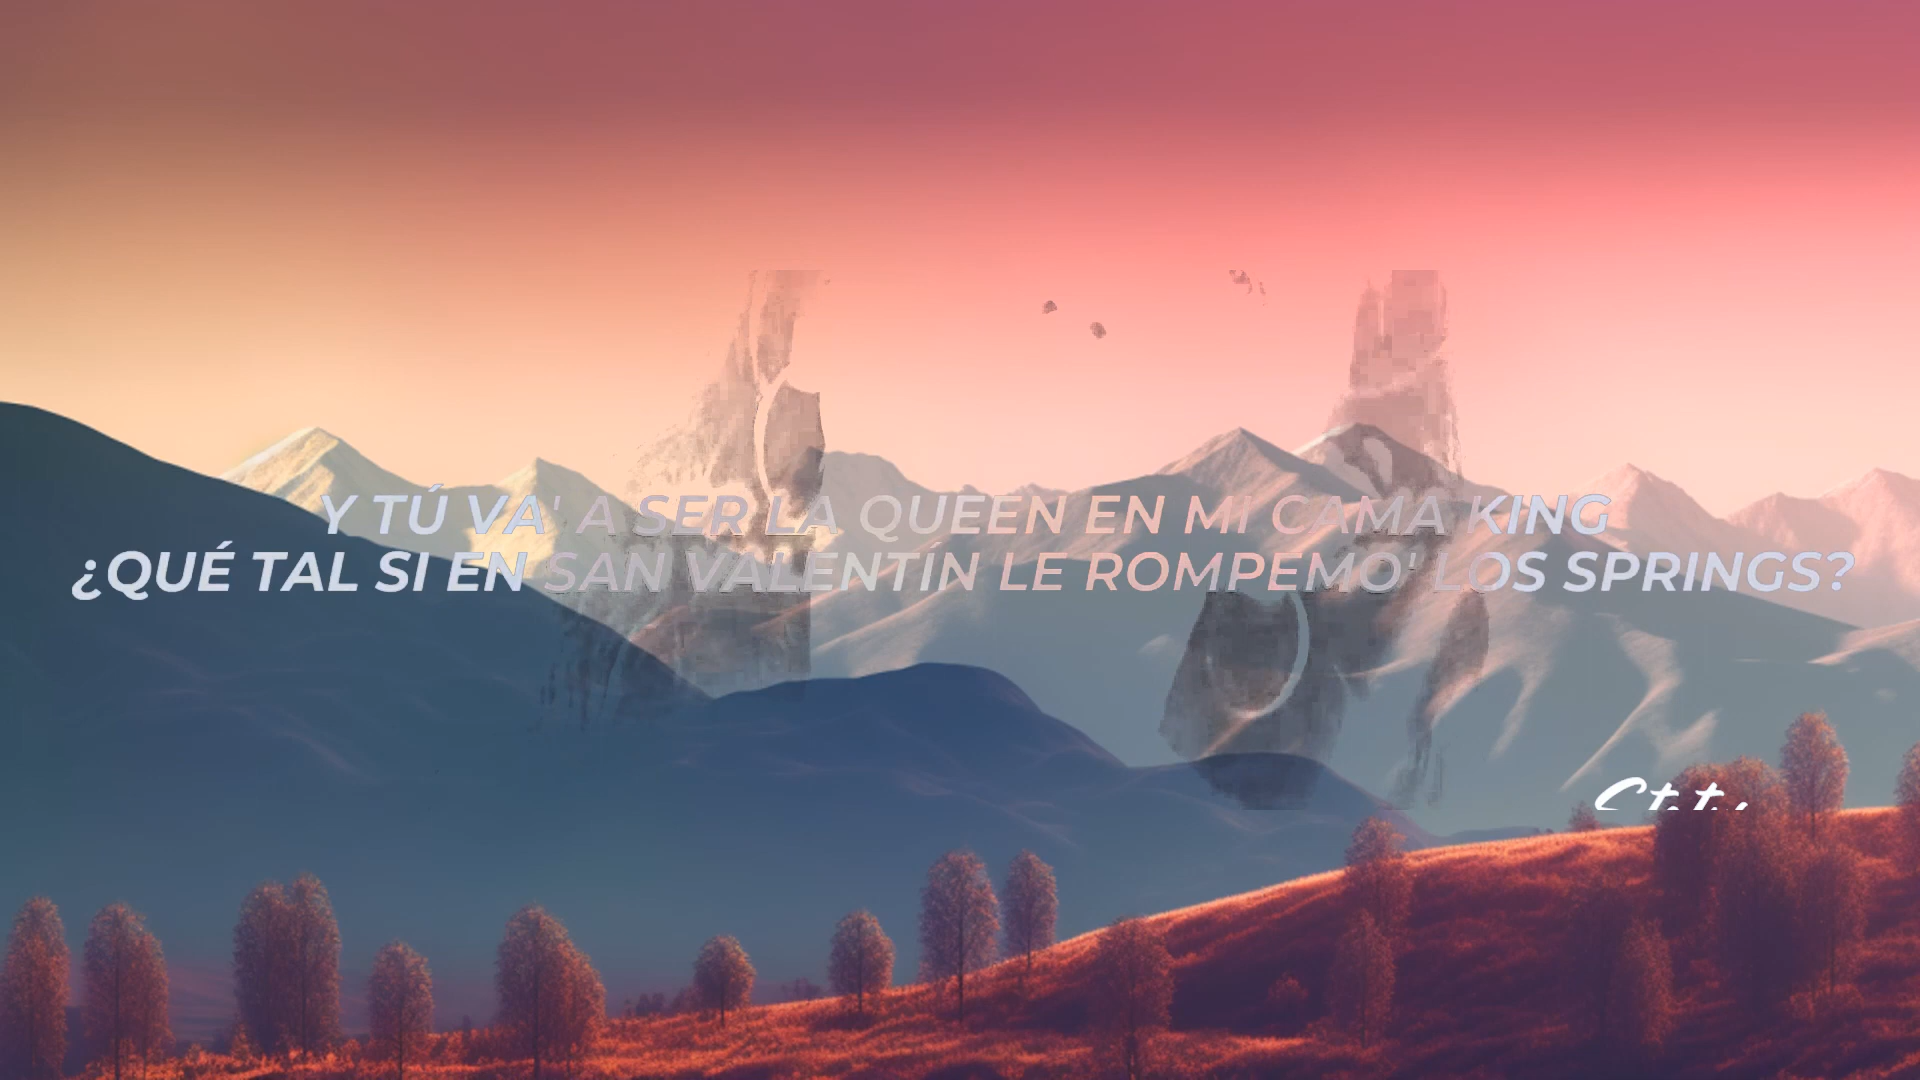 Y TÚ VA' A SER LA QUEEN EN MI CAMA KING
¿QUÉ TAL SI EN SAN VALENTÍN LE ROMPEMO' LOS SPRINGS?